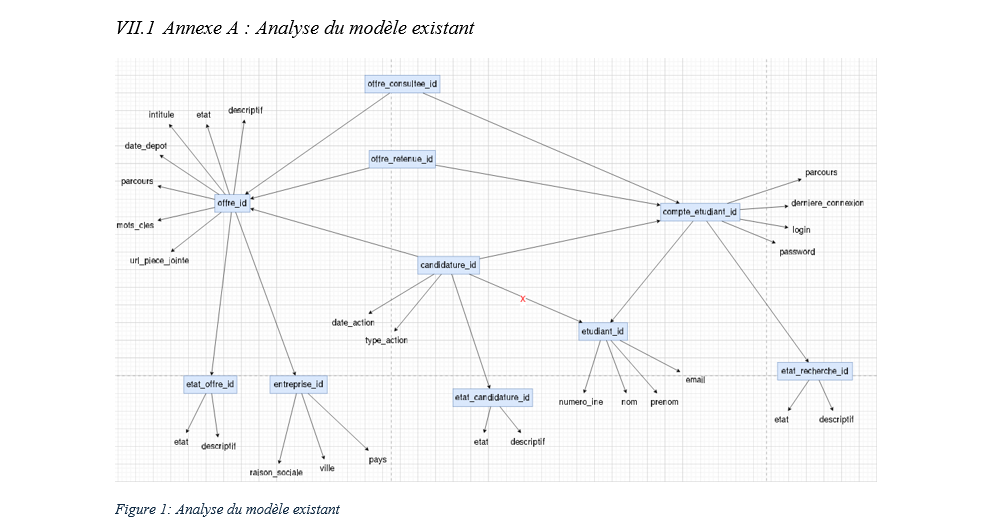 VII.1 Annexe A : Analyse du modèle existant
offre_consultee_id
intitule
etat
descriptif
date_depot
offre_retenue_id
parcours
parcours
offre_id
compte_etudiant_id
derniere_connexion
mots_cles
login
url_piece_jointe
password
candidature_id
x
date_action
type_action
etudiant_id
etat_offre_id
entreprise_id
etat_candidature_id
etat_recherche_id
email
numero_ine
nom
prenom
etat
descriptif
etat
descriptif
etat
descriptif
raison_sociale
ville
pays
Figure 1: Analyse du modèle existant